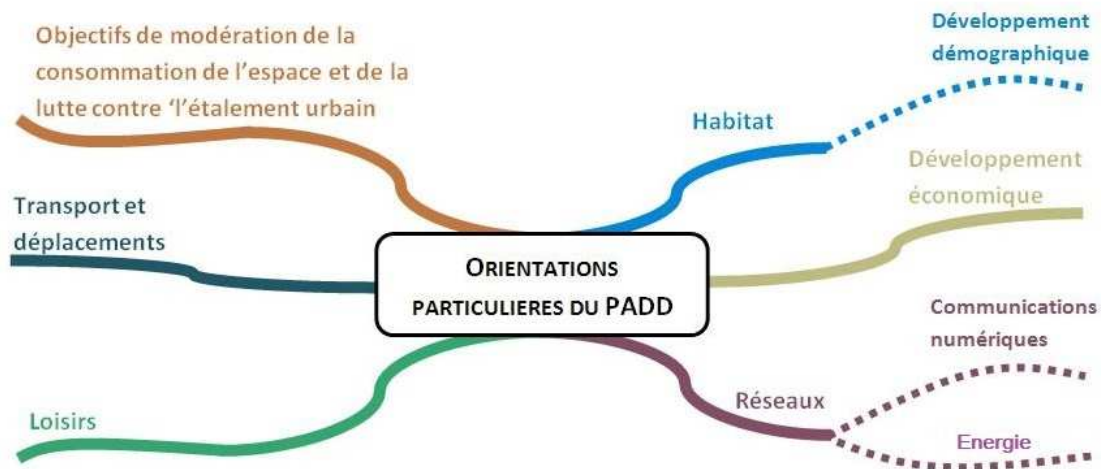 Objectifs de modération de la
consommation de l'espace et de la
lutte contre 'l'étalement urbain
Développement
démographique
Habitat
Développement
économique
Transport et
déplacements
ORIENTATIONS
PARTICULIERES DU PADD
Communications
numériques
Réseaux
Loisirs
Energie